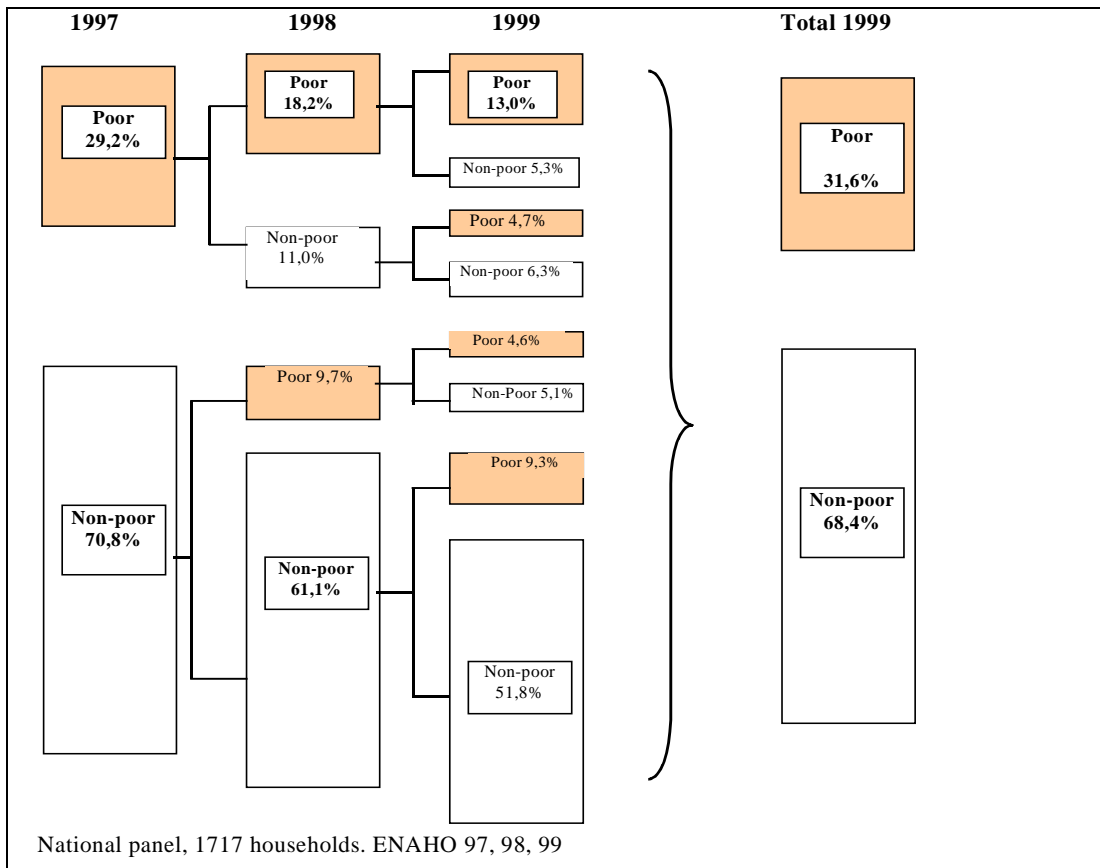 1997 1998 1999 Total 1999
Poor
29,2%
Poor
18,2%
Poor
13,0%
Non-poor 5,3%
Non-poor
11,0%
Poor 4,7%
Non-poor 6,3%
Poor
31,6%
Non-poor
70,8%
Poor 9,7%
Poor 4,6%
Non-Poor 5,1%
Non-poor
61,1%
Poor 9,3%
Non-poor
51,8%
Non-poor
68,4%
National panel, 1717 households. ENAHO 97, 98, 99